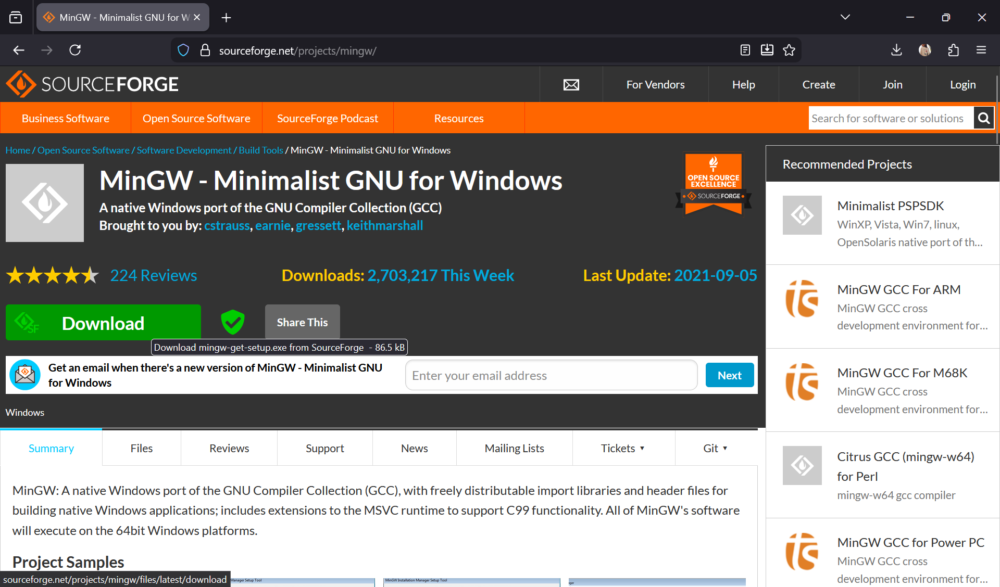 MinGW - Minimalist GNU for W
sourceforge.net/projects/mingw/
SOURCEFORGE
For Vendors
Help
Create
Join
Login
Business Software
Open Source Software
SourceForge Podcast
Resources
Search for software or solutions
Home / Open Source Software / Software Development / Build Tools / MinGW - Minimalist GNU for Windows
MinGW - Minimalist GNU for Windows
A native Windows port of the GNU Compiler Collection (GCC)
Brought to you by: cstrauss, earnie, gressett, keithmarshall
OPEN SOURCE
EXCELLENCE
SOURCEFORGE
224 Reviews
Downloads: 2,703,217 This Week
Last Update: 2021-09-05
SF
Download
Share This
Download mingw-get-setup.exe from SourceForge - 86.5 kB
Get an email when there's a new version of MinGW - Minimalist GNU
for Windows
Enter your email address
Next
Windows
Summary
Files
Reviews
Support
News
Mailing Lists
Tickets ▼
Git ▼
MinGW: A native Windows port of the GNU Compiler Collection (GCC), with freely distributable import libraries and header files for
building native Windows applications; includes extensions to the MSVC runtime to support C99 functionality. All of MinGW's software
will execute on the 64bit Windows platforms.
Project Samples
sourceforge.net/projects/mingw/files/latest/download
Manager Setup Tool
MinGW Installation Manager Setup Tool
Recommended Projects
Minimalist PSPSDK
WinXP, Vista, Win7, linux,
OpenSolaris native port of th...
MinGW GCC For ARM
MinGW GCC cross
development environment for...
MinGW GCC For M68K
MinGW GCC cross
development environment for...
Citrus GCC (mingw-w64)
for Perl
mingw-w64 gcc compiler
MinGW GCC for Power PC
MinGW GCC cross
development environment for...